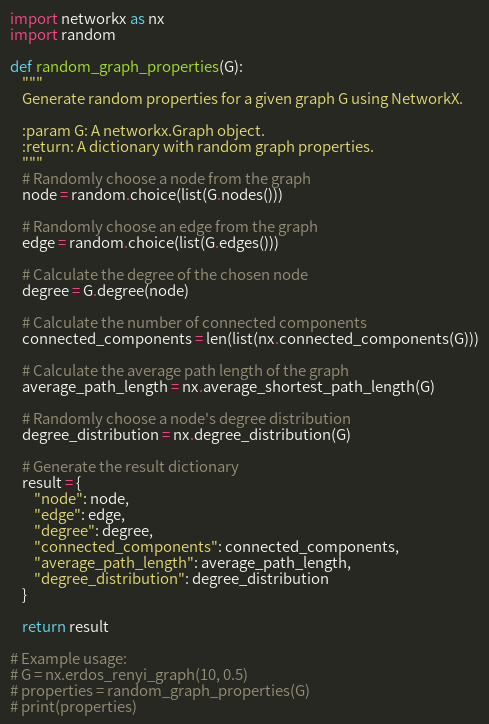 import networkx as nx
import random
def random_graph_properties(G):
"""
Generate random properties for a given graph G using NetworkX.
:param G: A networkx.Graph object.
:return: A dictionary with random graph properties.
"""
# Randomly choose a node from the graph
node = random.choice(list(G.nodes()))
# Randomly choose an edge from the graph
edge = random.choice(list(G.edges()))
# Calculate the degree of the chosen node
degree = G.degree(node)
# Calculate the number of connected components
connected_components = len(list(nx.connected_components(G)))
# Calculate the average path length of the graph
average_path_length = nx.average_shortest_path_length(G)
# Randomly choose a node's degree distribution
degree_distribution = nx.degree_distribution(G)
# Generate the result dictionary
result = {
"node": node,
"edge": edge,
"degree": degree,
"connected_components": connected_components,
"average_path_length": average_path_length,
"degree_distribution": degree_distribution
}
return result
# Example usage:
# G = nx.erdos_renyi_graph(10, 0.5)
# properties = random_graph_properties(G)
# print(properties)